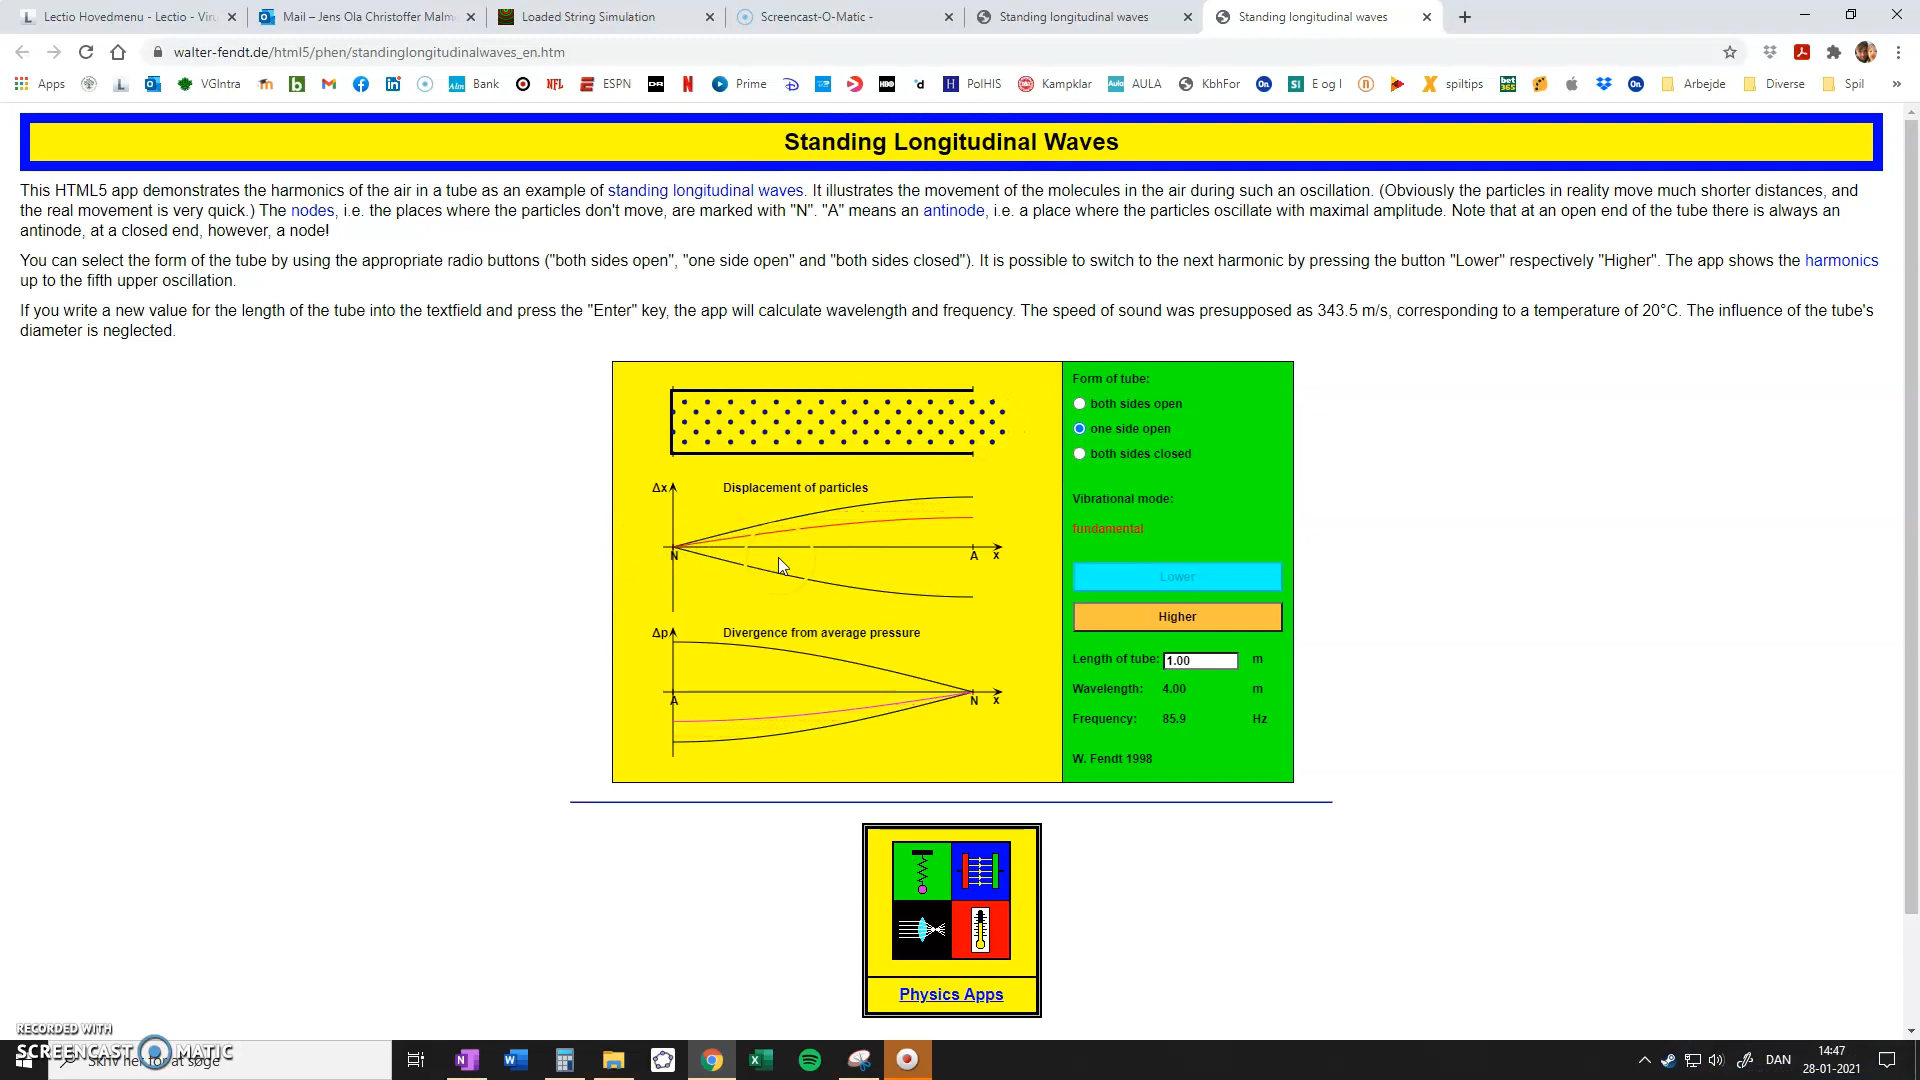 Lectio Hovedmenu - Lectio - Viru
Mail – Jens Ola Christoffer Malm
Loaded String Simulation
Screencast-O-Matic -
Standing longitudinal waves
Standing longitudinal waves
walter-fendt.de/html5/phen/standinglongitudinalwaves_en.htm
Apps
VGIntra
Bank
NFL
ESPN
DR
Prime
HBO
PolHIS
Kampklar
Aula
AULA
KbhFor
On
SI
E og I
spiltips
bet365
On
Arbejde
Diverse
Spil
»
Standing Longitudinal Waves
This HTML5 app demonstrates the harmonics of the air in a tube as an example of standing longitudinal waves. It illustrates the movement of the molecules in the air during such an oscillation. (Obviously the particles in reality move much shorter distances, and
the real movement is very quick.) The nodes, i.e. the places where the particles don't move, are marked with "N". "A" means an antinode, i.e. a place where the particles oscillate with maximal amplitude. Note that at an open end of the tube there is always an
antinode, at a closed end, however, a node!
You can select the form of the tube by using the appropriate radio buttons ("both sides open", "one side open" and "both sides closed"). It is possible to switch to the next harmonic by pressing the button "Lower" respectively "Higher". The app shows the harmonics
up to the fifth upper oscillation.
If you write a new value for the length of the tube into the textfield and press the "Enter" key, the app will calculate wavelength and frequency. The speed of sound was presupposed as 343.5 m/s, corresponding to a temperature of 20°C. The influence of the tube's
diameter is neglected.
Δx
Displacement of particles
N
A
x
Δp
Divergence from average pressure
A
N
x
Form of tube:
both sides open
one side open
both sides closed
Vibrational mode:
fundamental
Lower
Higher
Length of tube: 1.00 m
Wavelength: 4.00 m
Frequency: 85.9 Hz
W. Fendt 1998
Physics Apps
RECORDED WITH
SCREENCAST MATIC
Skriv her for at søge
DAN
14:47
28-01-2021